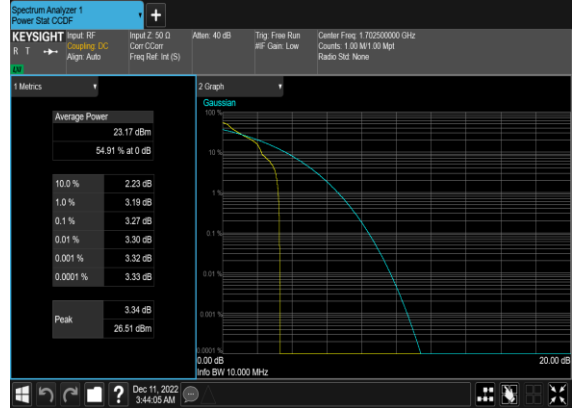 Spectrum Analyzer 1
Power Stat CCDF
+
KEYSIGHT
R T
Input: RF
Coupling: DC
Align: Auto
Input Z: 50 Ω
Corr CCorr
Freq Ref: Int (S)
Atten: 40 dB
Trig: Free Run
#IF Gain: Low
Center Freq: 1.702500000 GHz
Counts: 1.00 M/1.00 Mpt
Radio Std: None
1 Metrics
Average Power
23.17 dBm
54.91 % at 0 dB
10.0 % 2.23 dB
1.0 % 3.19 dB
0.1 % 3.27 dB
0.01 % 3.30 dB
0.001 % 3.32 dB
0.0001 % 3.33 dB
Peak
3.34 dB
26.51 dBm
2 Graph
Gaussian
100 %
10 %
1 %
0.1 %
0.01 %
0.001 %
0.0001 %
0.00 dB
20.00 dB
Info BW 10.000 MHz
?
Dec 11, 2022
3:44:05 AM